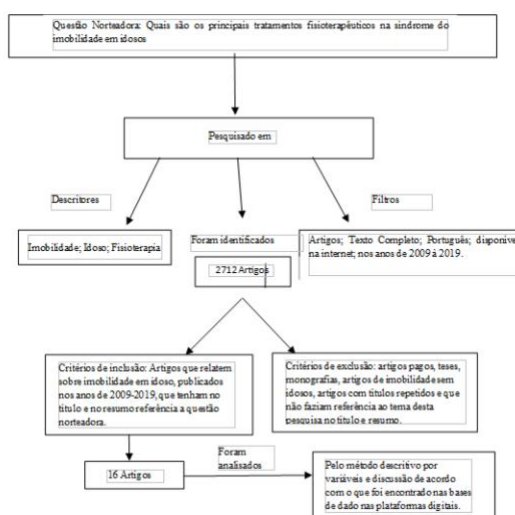 Questão Norteadora: Quais são os principais tratamentos fisioterapêuticos na síndrome do
imobilidade em idosos
Pesquisado em
Descritores
Filtros
Imobilidade; Idoso; Fisioterapia
Foram identificados
2712 Artigos
Artigos; Texto Completo; Português; disponíve
na internet; nos anos de 2009 à 2019.
Critérios de inclusão: Artigos que relatem
sobre imobilidade em idoso, publicados
nos anos de 2009-2019, que tenham no
título e no resumo referência a questão
norteadora.
Critérios de exclusão: artigos pagos, teses,
monografias, artigos de imobilidade sem
idosos, artigos com títulos repetidos e que
não faziam referência ao tema desta
pesquisa no título e resumo.
16 Artigos
Foram
analisados
Pelo método descritivo por
variáveis e discussão de acordo
com o que foi encontrado nas bases
de dado nas plataformas digitais.